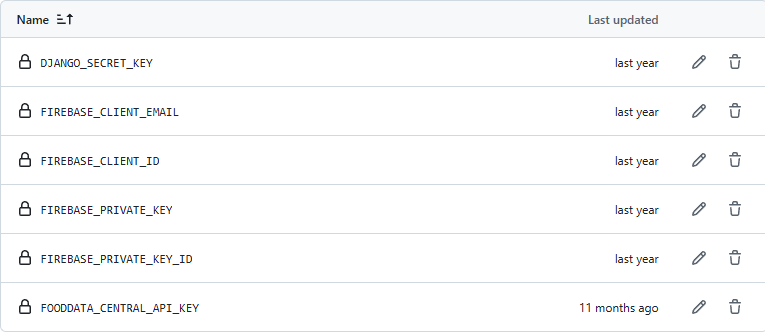 Name Last updated
DJANGO_SECRET_KEY last year
FIREBASE_CLIENT_EMAIL last year
FIREBASE_CLIENT_ID last year
FIREBASE_PRIVATE_KEY last year
FIREBASE_PRIVATE_KEY_ID last year
FOODDATA_CENTRAL_API_KEY 11 months ago